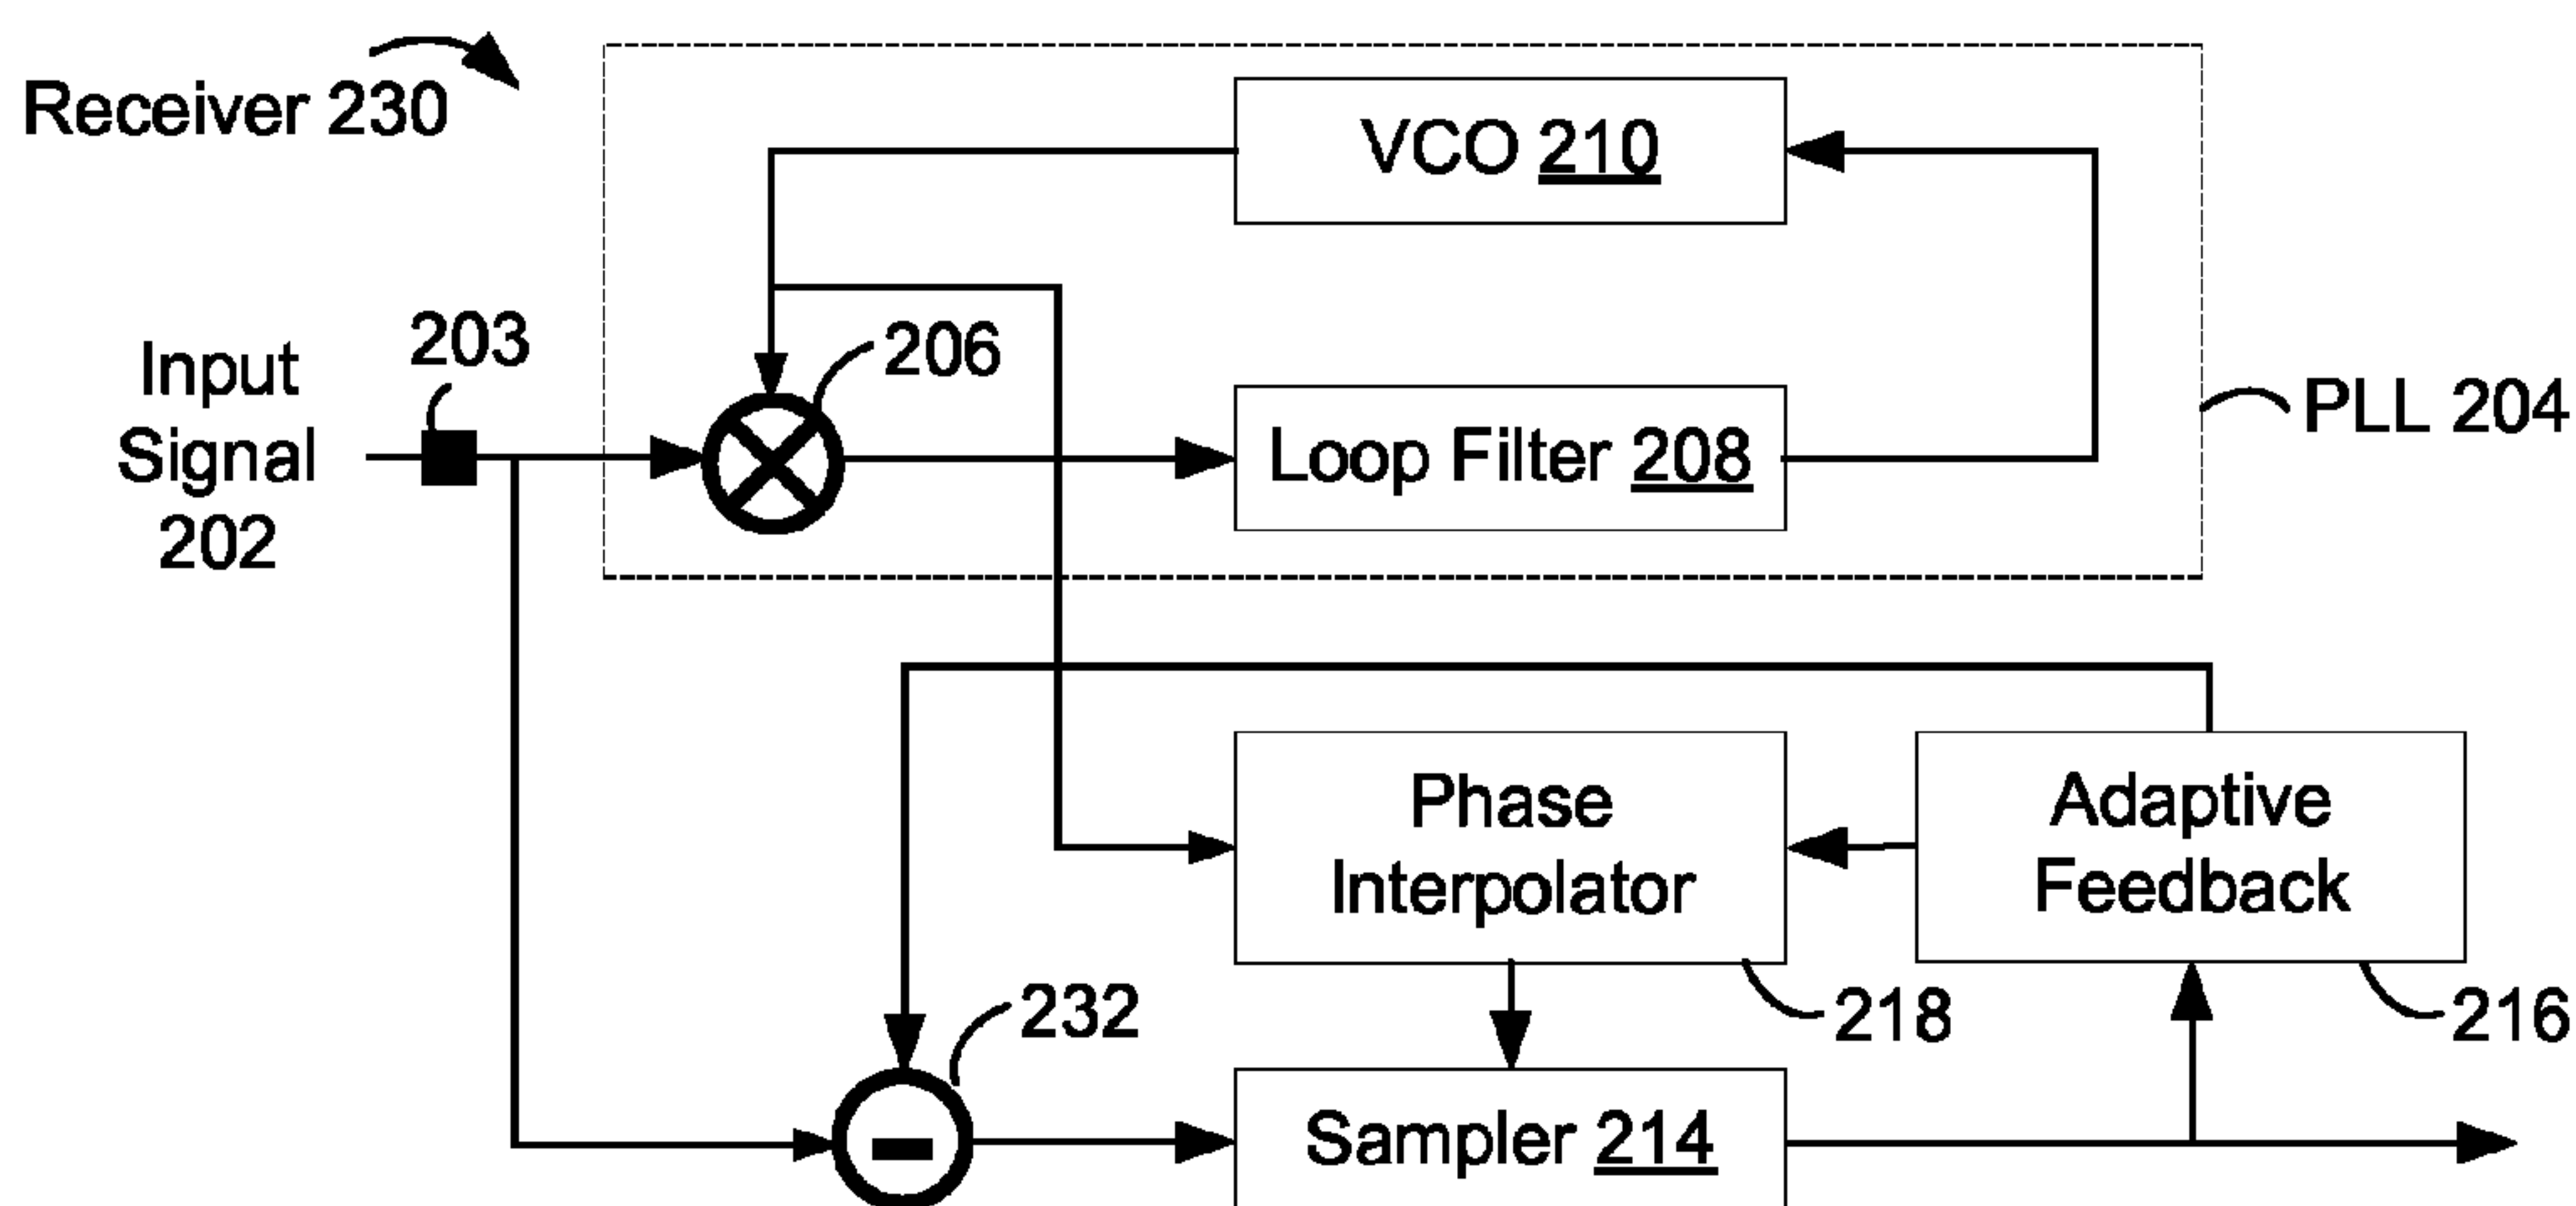 Receiver 230
VCO 210
203
206
Input
Signal
202
Loop Filter 208
PLL 204
Phase
Interpolator
Adaptive
Feedback
232
218
216
Sampler 214